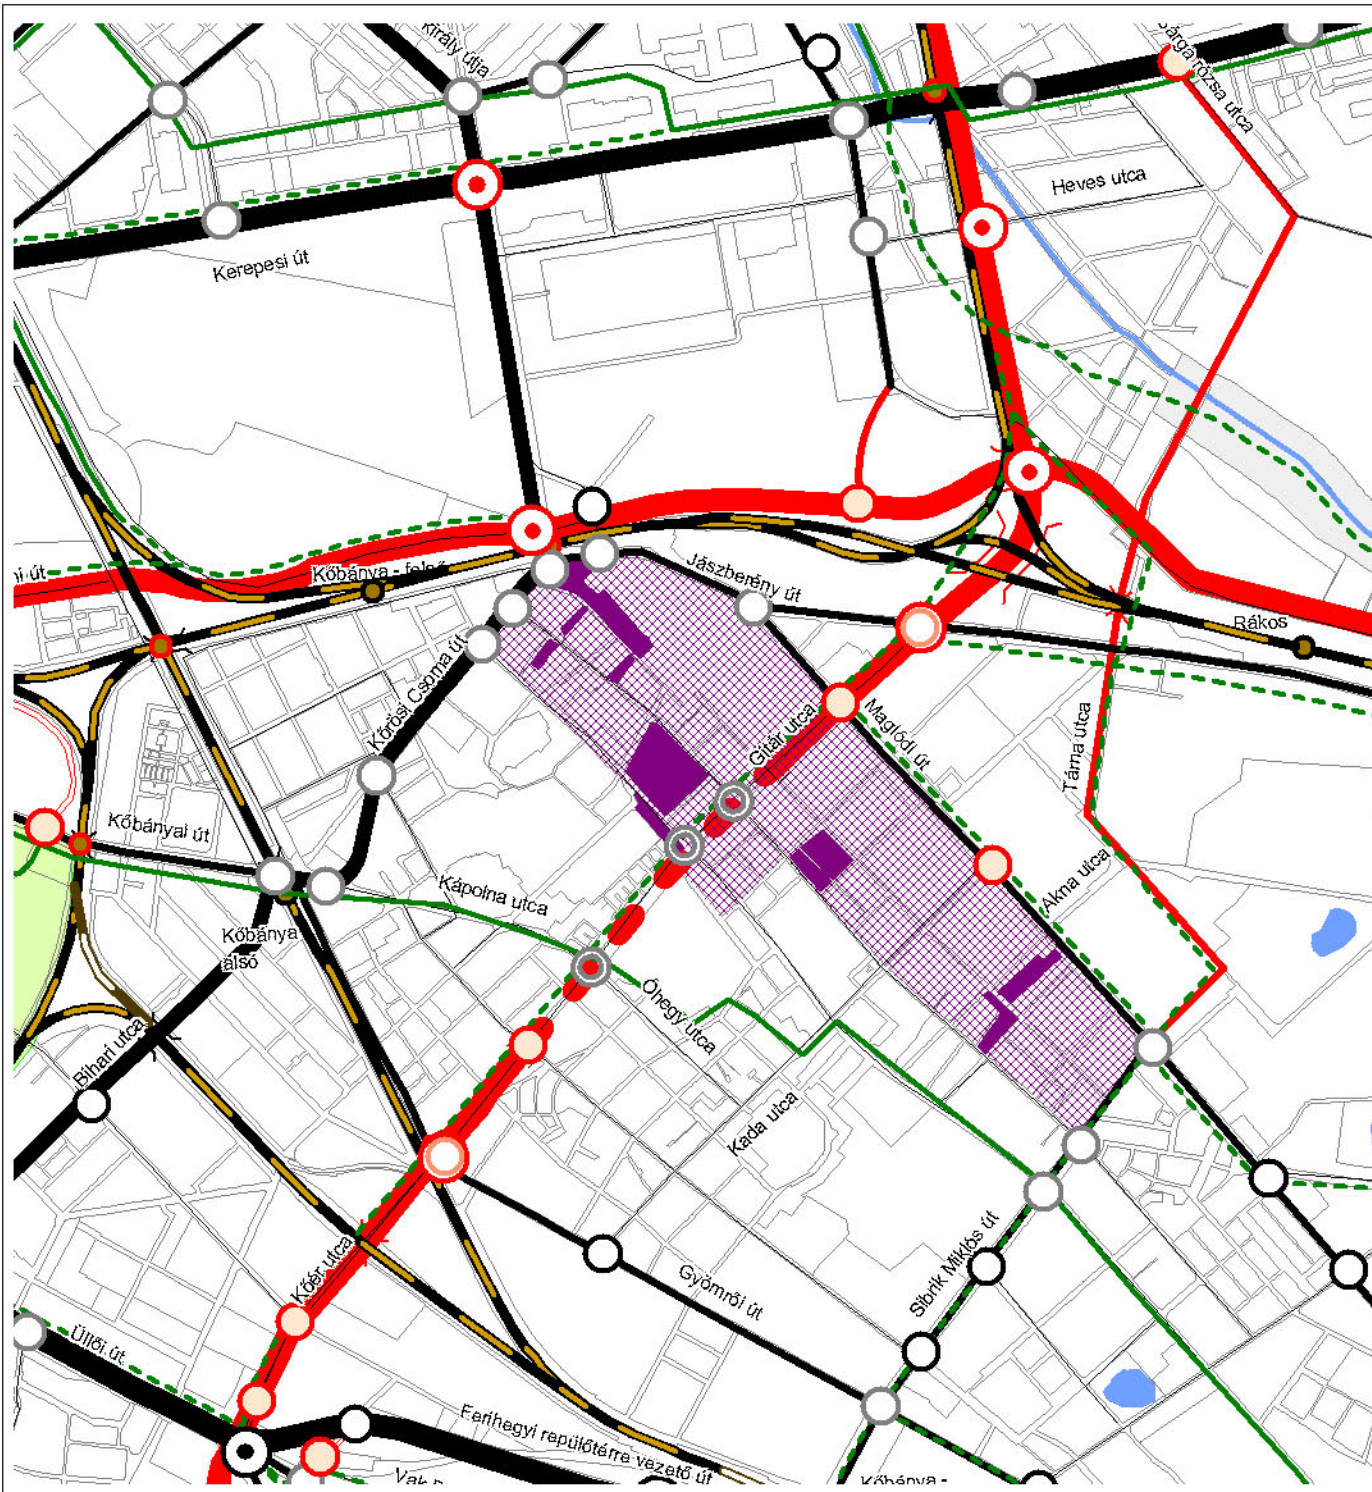 király útja
Sárga rózsa utca
Heves utca
Kerepesi út
Kőbánya - felső
Jászberény út
Rákos
Kőrösi Csoma út
Gitár utca
Maglódi út
Tárna utca
Kőbányai út
Kápolna utca
Akna utca
Kőbánya
alsó
Óhegy utca
Bihari utca
Kada utca
Sibrik Miklós út
Kőér utca
Gyömrői út
Üllői út
Ferihegyi repülőtérre vezető út
Kőbánya -